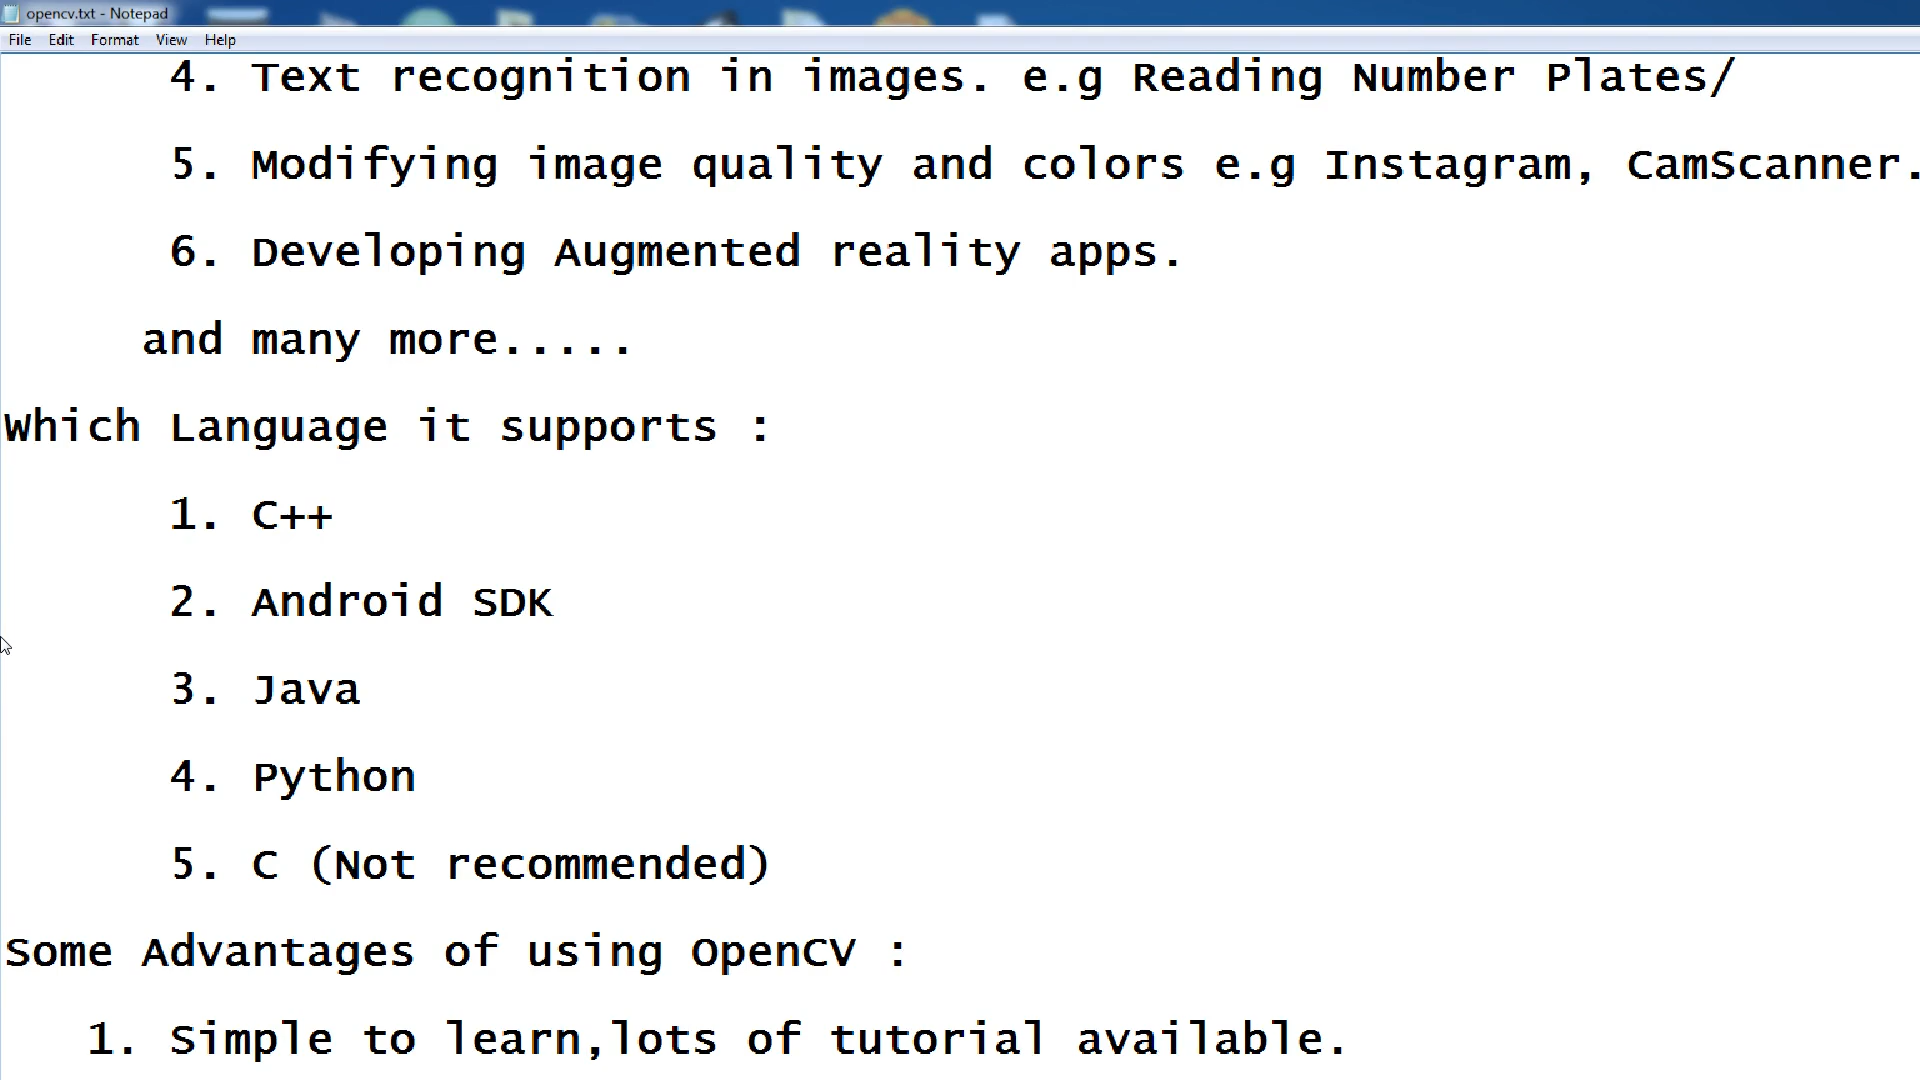 opencv.txt - Notepad
File Edit Format View Help
4. Text recognition in images. e.g Reading Number Plates/
5. Modifying image quality and colors e.g Instagram, CamScanner.
6. Developing Augmented reality apps.
and many more.....
Which Language it supports :
1. C++
2. Android SDK
3. Java
4. Python
5. C (Not recommended)
Some Advantages of using OpenCV :
1. Simple to learn,lots of tutorial available.